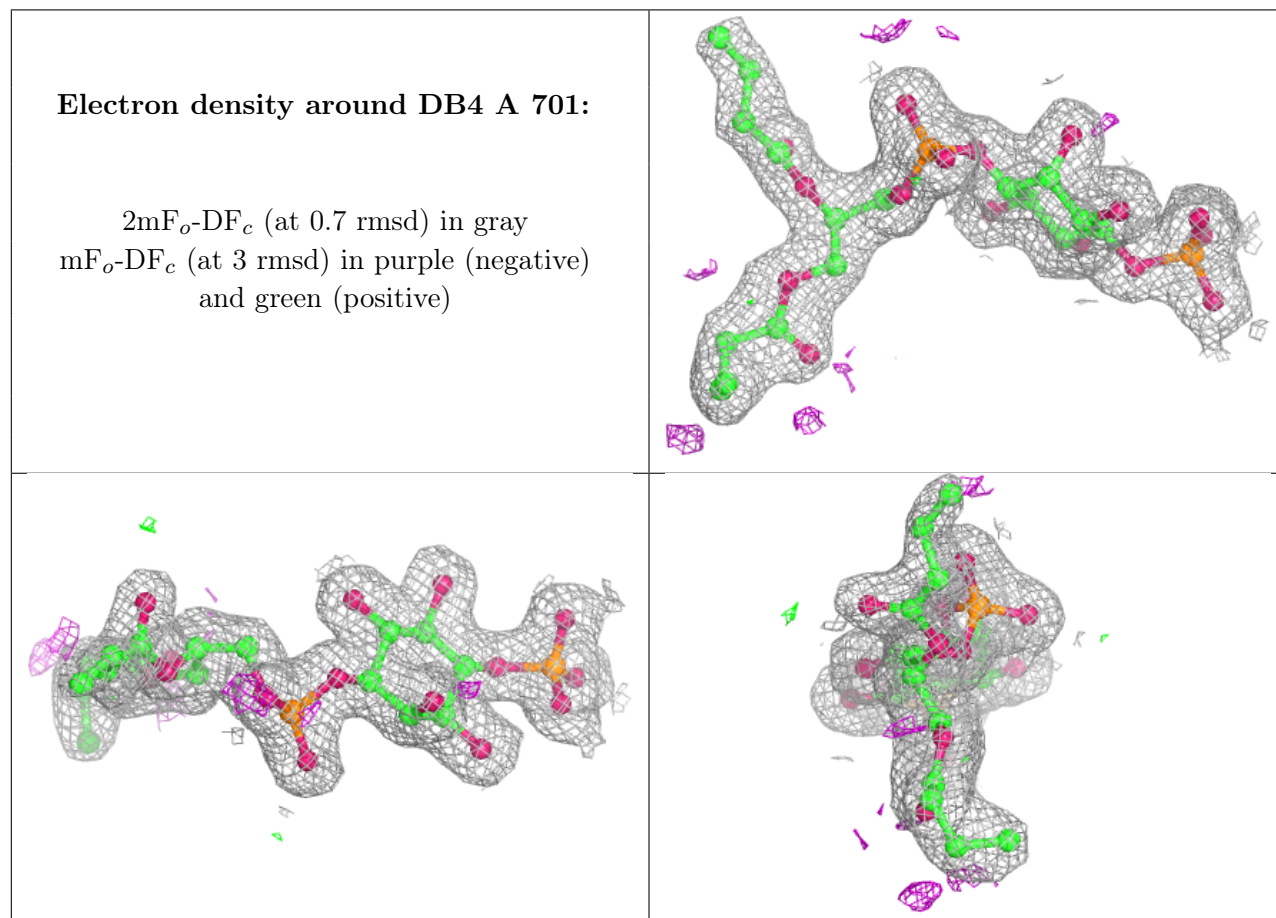 Electron density around DB4 A 701:
2mFo-DFc (at 0.7 rmsd) in gray
mFo-DFc (at 3 rmsd) in purple (negative)
and green (positive)